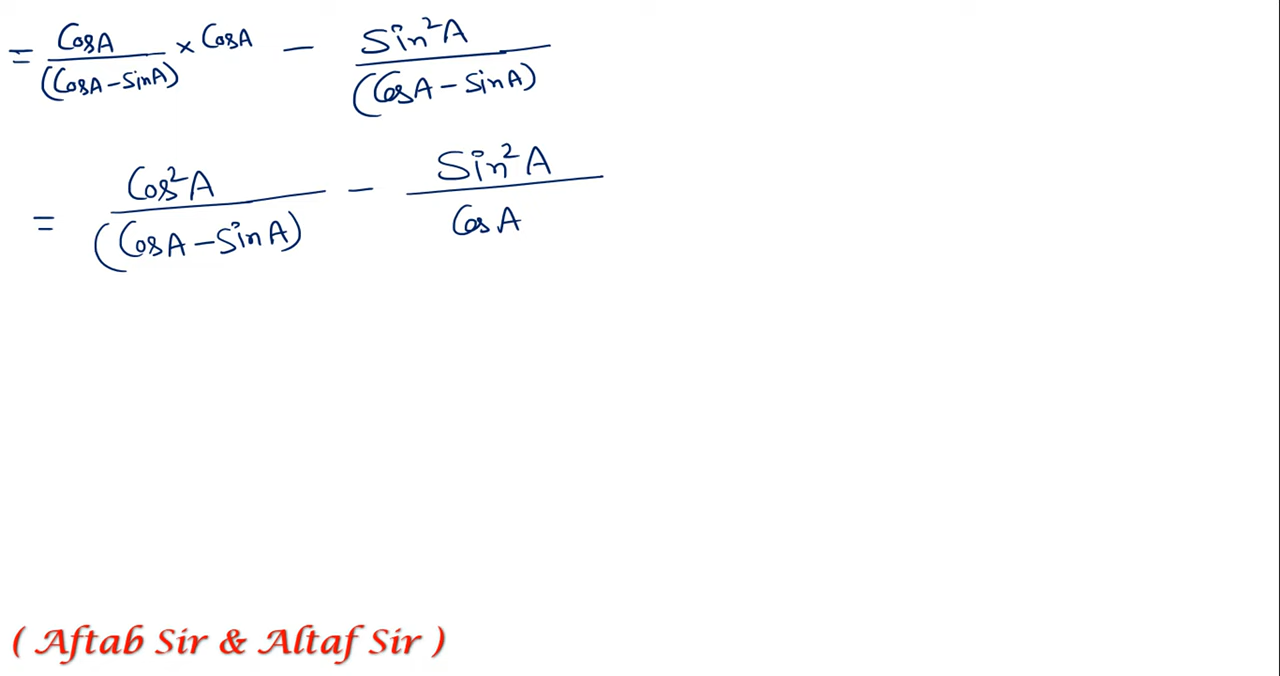 = CosA/(CosA-SinA) × CosA - Sin²A/(CosA - SinA)
= Cos²A/(CosA-SinA) - Sin²A/CosA
( Aftab Sir & Altaf Sir )